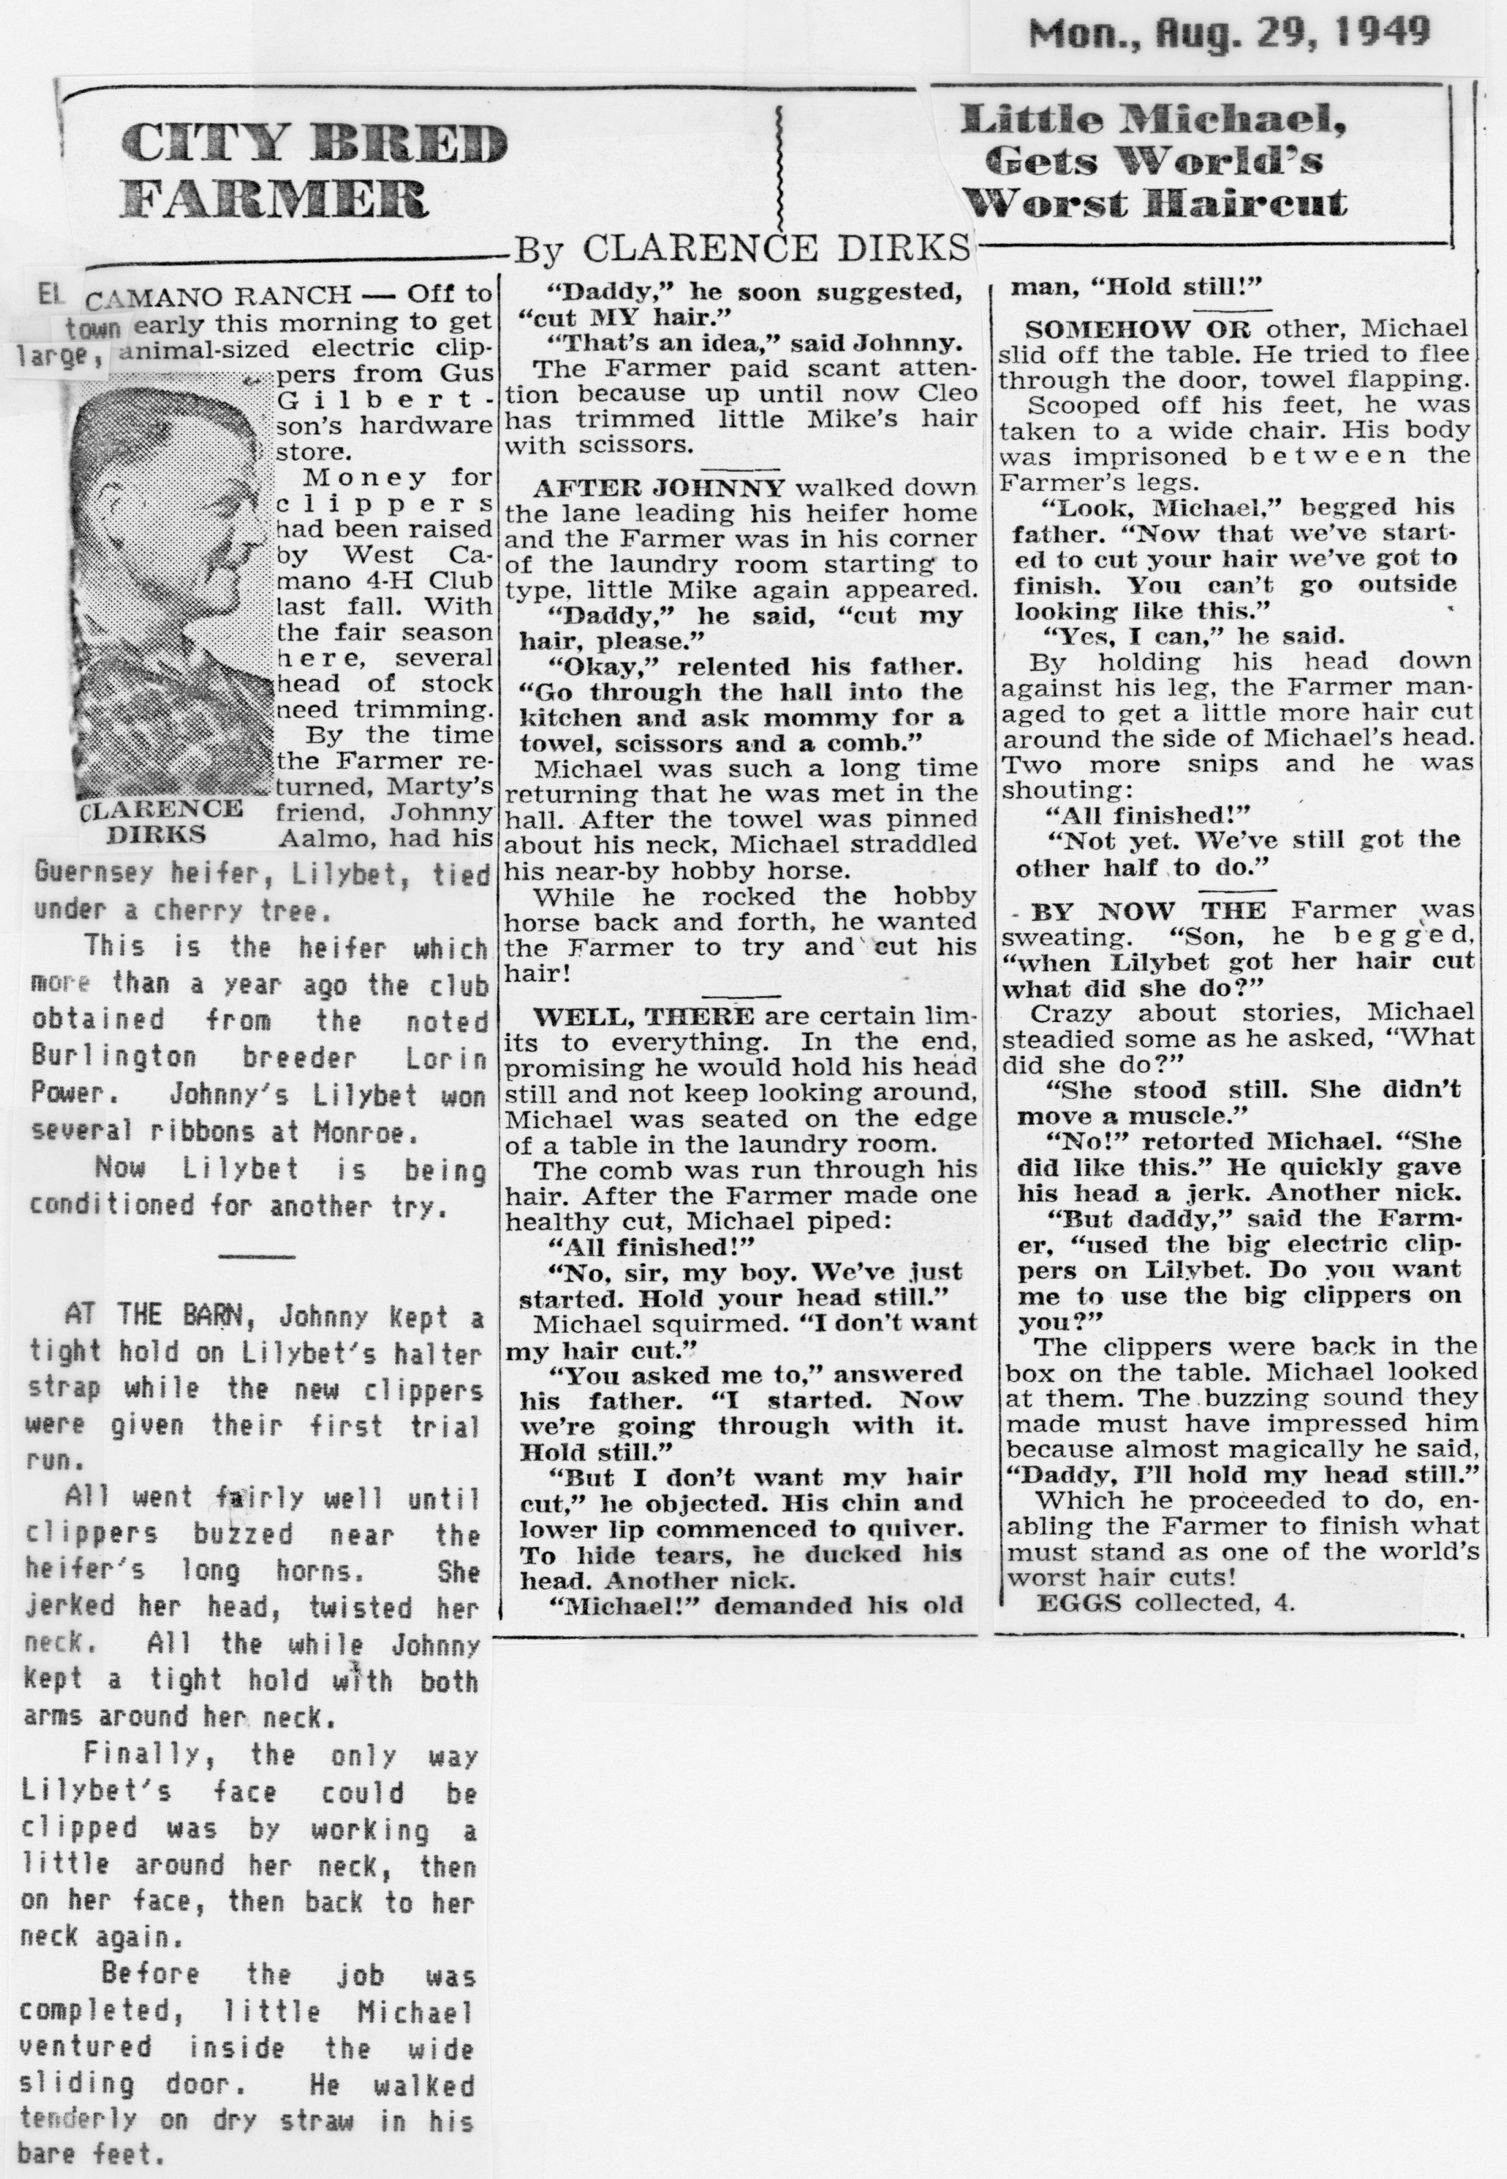 Mon., Aug. 29, 1949
CITY BRED
FARMER
Little Michael,
Gets World's
Worst Haircut
By CLARENCE DIRKS
EL CAMANO RANCH — Off to
town early this morning to get
large, animal-sized electric clip-
pers from Gus
Gilbert-
son's hardware
store.
Money for
clippers
had been raised
by West Ca-
mano 4-H Club
last fall. With
the fair season
here, several
head of stock
need trimming.
By the time
the Farmer re-
turned, Marty's
friend, Johnny
Aalmo, had his
CLARENCE
DIRKS
Guernsey heifer, Lilybet, tied
under a cherry tree.
This is the heifer which
more than a year ago the club
obtained from the noted
Burlington breeder Lorin
Power. Johnny's Lilybet won
several ribbons at Monroe.
Now Lilybet is being
conditioned for another try.
AT THE BARN, Johnny kept a
tight hold on Lilybet's halter
strap while the new clippers
were given their first trial
run.
All went fairly well until
clippers buzzed near the
heifer's long horns. She
jerked her head, twisted her
neck. All the while Johnny
kept a tight hold with both
arms around her neck.
Finally, the only way
Lilybet's face could be
clipped was by working a
little around her neck, then
on her face, then back to her
neck again.
Before the job was
completed, little Michael
ventured inside the wide
sliding door. He walked
tenderly on dry straw in his
bare feet.
"Daddy," he soon suggested,
"cut MY hair."
"That's an idea," said Johnny.
The Farmer paid scant atten-
tion because up until now Cleo
has trimmed little Mike's hair
with scissors.
AFTER JOHNNY walked down
the lane leading his heifer home
and the Farmer was in his corner
of the laundry room starting to
type, little Mike again appeared.
"Daddy," he said, "cut my
hair, please."
"Okay," relented his father.
"Go through the hall into the
kitchen and ask mommy for a
towel, scissors and a comb."
Michael was such a long time
returning that he was met in the
hall. After the towel was pinned
about his neck, Michael straddled
his near-by hobby horse.
While he rocked the hobby
horse back and forth, he wanted
the Farmer to try and cut his
hair!
WELL, THERE are certain lim-
its to everything. In the end,
promising he would hold his head
still and not keep looking around,
Michael was seated on the edge
of a table in the laundry room.
The comb was run through his
hair. After the Farmer made one
healthy cut, Michael piped:
"All finished!"
"No, sir, my boy. We've just
started. Hold your head still."
Michael squirmed. "I don't want
my hair cut."
"You asked me to," answered
his father. "I started. Now
we're going through with it.
Hold still."
"But I don't want my hair
cut," he objected. His chin and
lower lip commenced to quiver.
To hide tears, he ducked his
head. Another nick.
"Michael!" demanded his old
man, "Hold still!"
SOMEHOW OR other, Michael
slid off the table. He tried to flee
through the door, towel flapping.
Scooped off his feet, he was
taken to a wide chair. His body
was imprisoned between the
Farmer's legs.
"Look, Michael," begged his
father. "Now that we've start-
ed to cut your hair we've got to
finish. You can't go outside
looking like this."
"Yes, I can," he said.
By holding his head down
against his leg, the Farmer man-
aged to get a little more hair cut
around the side of Michael's head.
Two more snips and he was
shouting:
"All finished!"
"Not yet. We've still got the
other half to do."
BY NOW THE Farmer was
sweating. "Son, he begged,
"when Lilybet got her hair cut
what did she do?"
Crazy about stories, Michael
steadied some as he asked, "What
did she do?"
"She stood still. She didn't
move a muscle."
"No!" retorted Michael. "She
did like this." He quickly gave
his head a jerk. Another nick.
"But daddy," said the Farm-
er, "used the big electric clip-
pers on Lilybet. Do you want
me to use the big clippers on
you?"
The clippers were back in the
box on the table. Michael looked
at them. The buzzing sound they
made must have impressed him
because almost magically he said,
"Daddy, I'll hold my head still."
Which he proceeded to do, en-
abling the Farmer to finish what
must stand as one of the world's
worst hair cuts!
EGGS collected, 4.